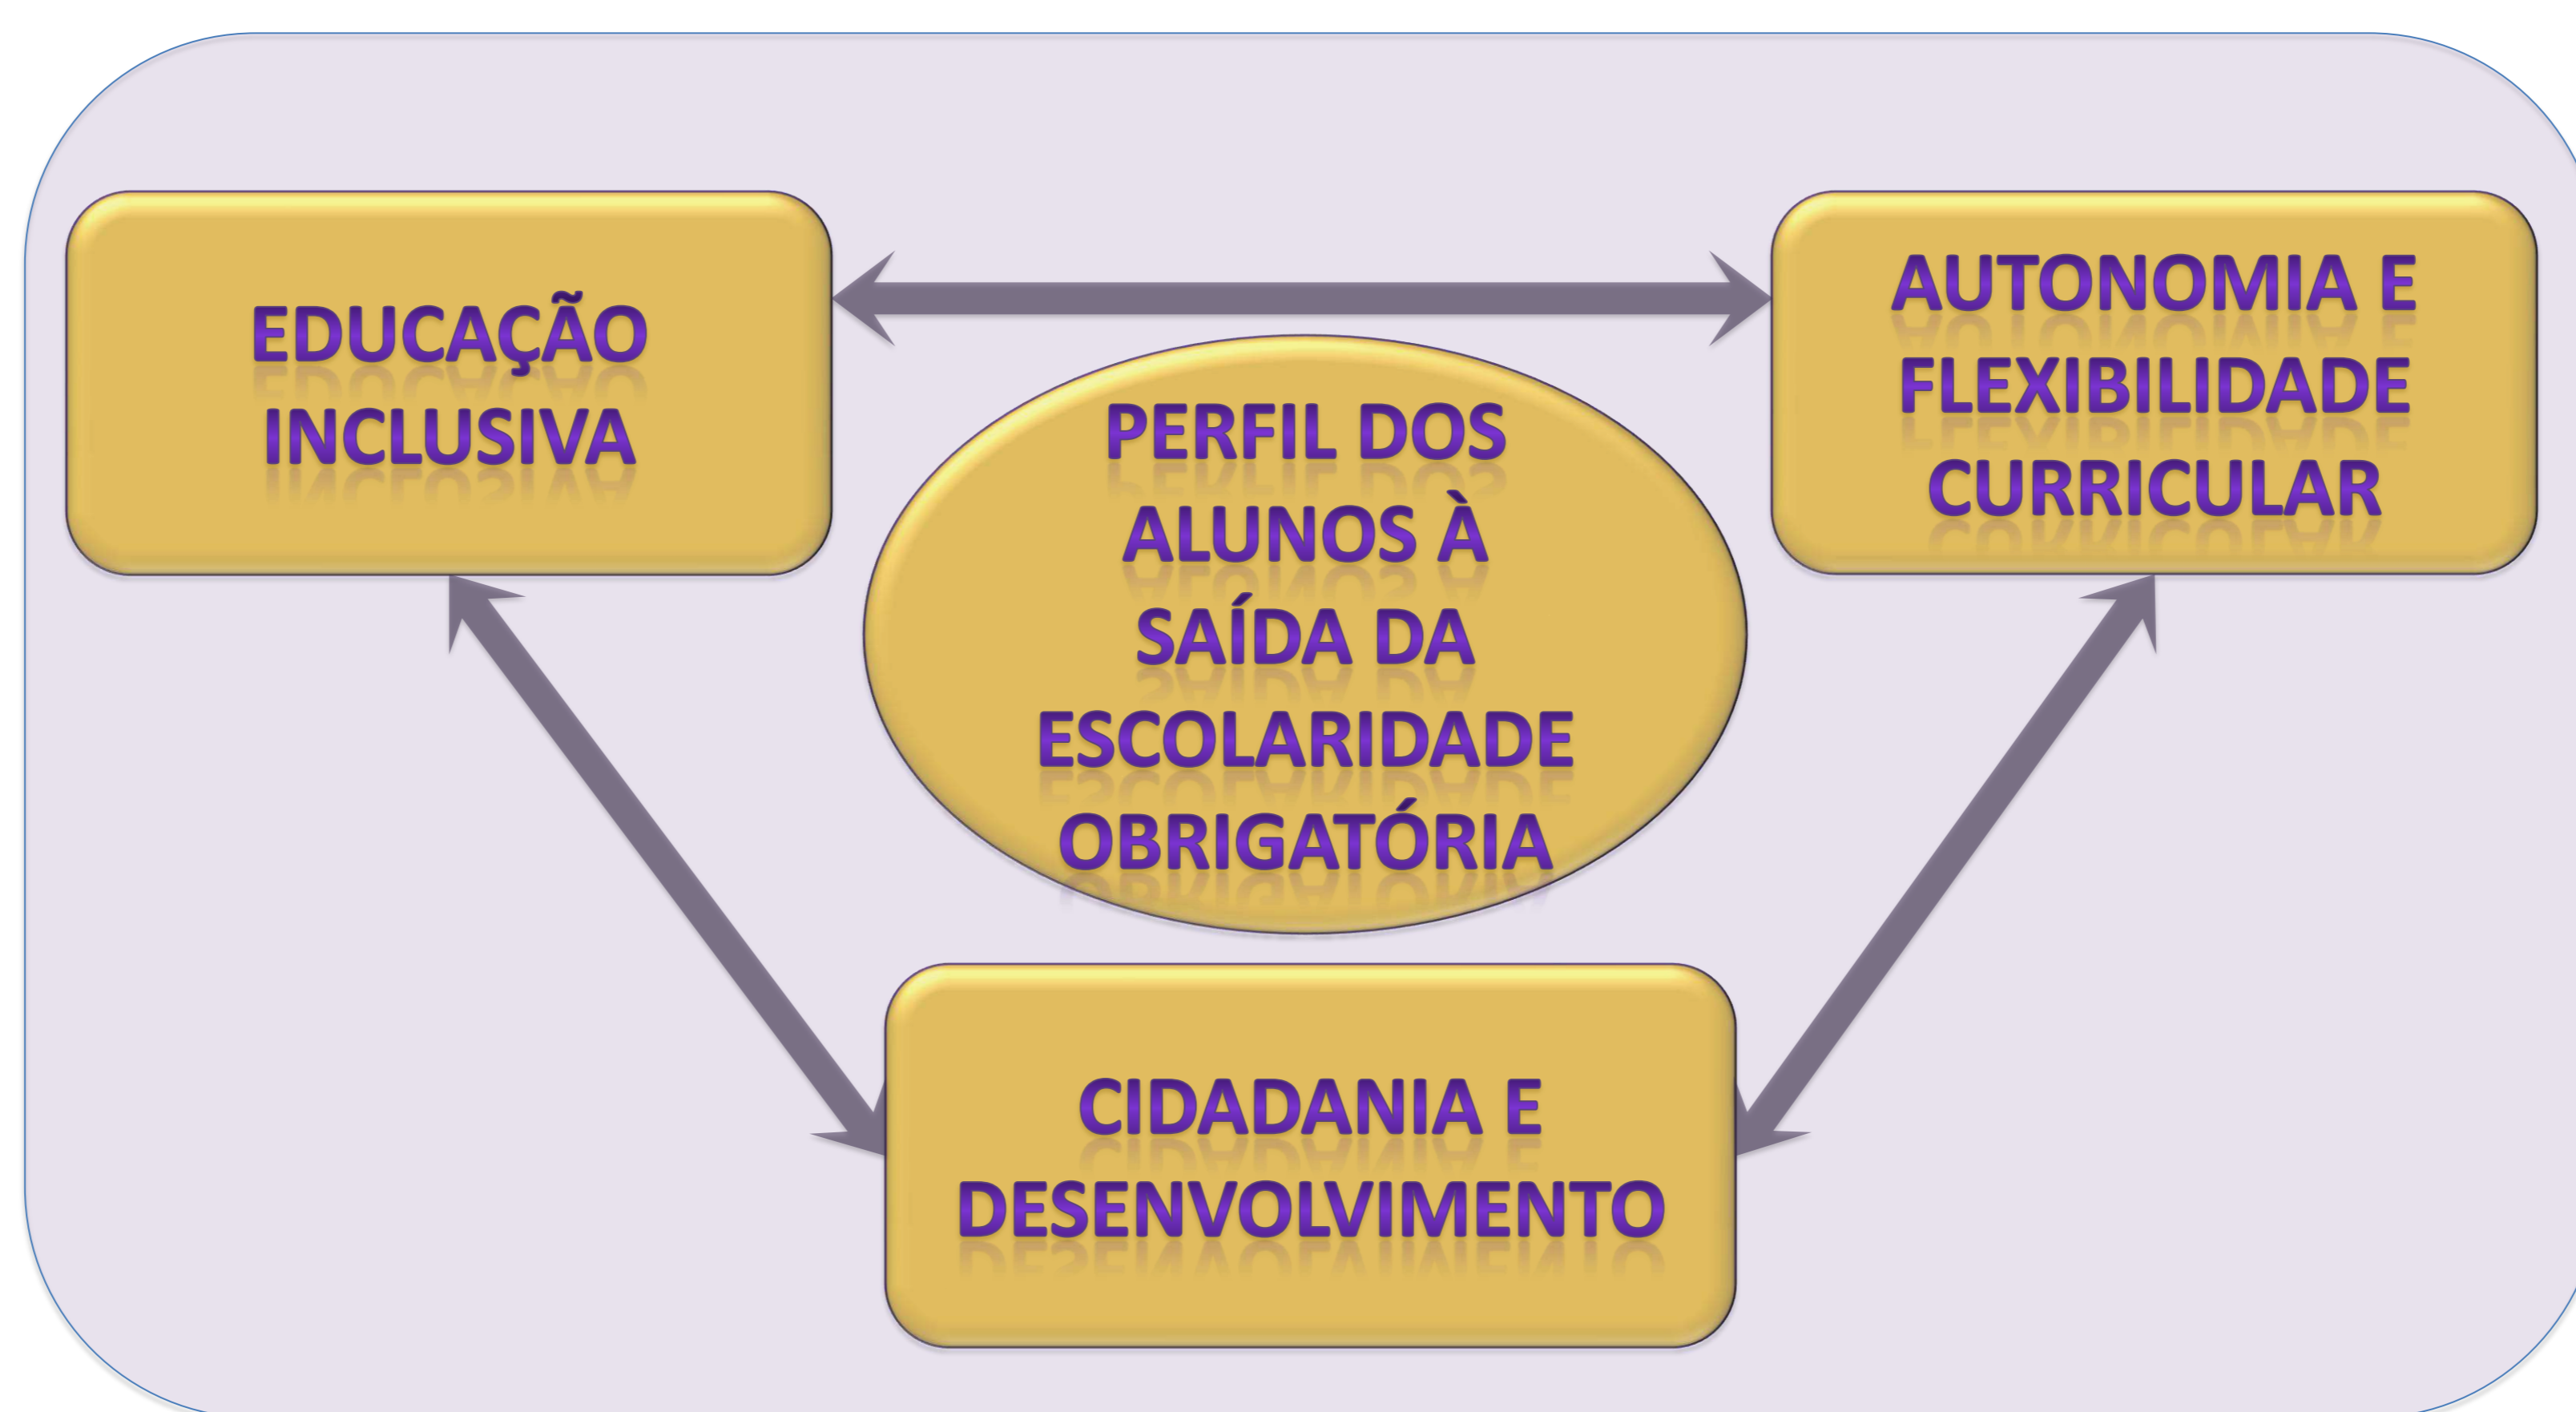 EDUCAÇÃO
INCLUSIVA
AUTONOMIA E
FLEXIBILIDADE
CURRICULAR
PERFIL DOS
ALUNOS À
SAÍDA DA
ESCOLARIDADE
OBRIGATÓRIA
CIDADANIA E
DESENVOLVIMENTO